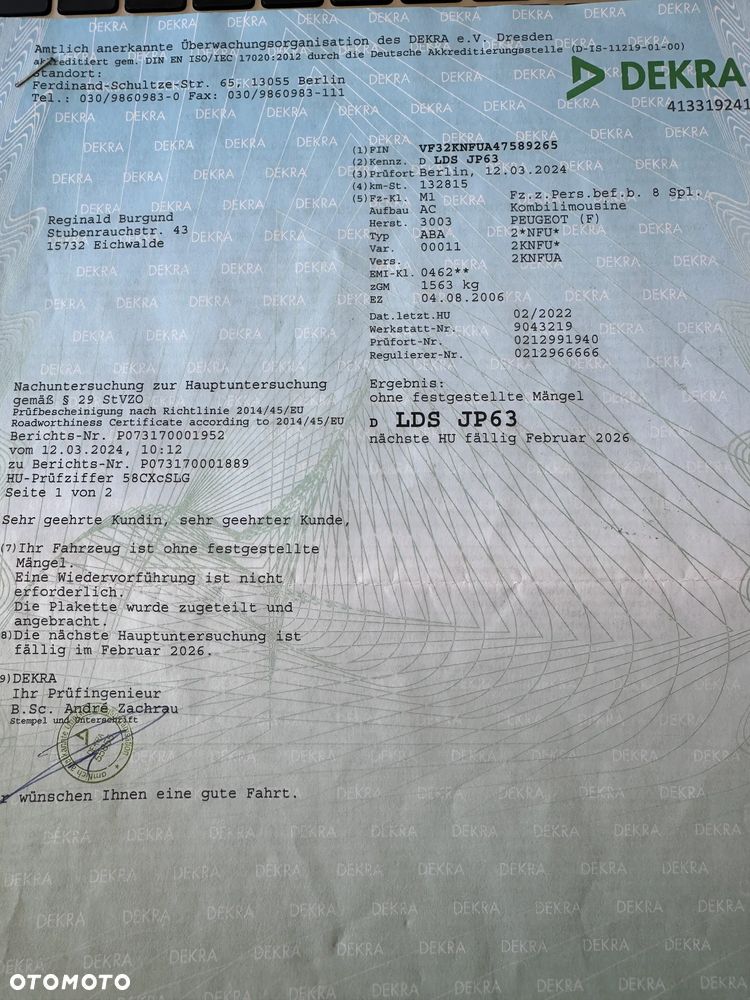 Amtlich anerkannte Überwachungsorganisation des DEKRA e.V. Dresden
akkreditiert gem. DIN EN ISO/IEC 17020:2012 durch die Deutsche Akkreditierungsstelle (D-IS-11219-01-00)
Standort:
Ferdinand-Schultze-Str. 65, 13055 Berlin
Tel.: 030/9860983-0 Fax: 030/9860983-111
DEKRA
413319241
(1) FIN VF32KNFUA47589265
(2) Kennz. D LDS JP63
(3) Prüfort Berlin, 12.03.2024
(4) km-St. 132815
(5) Fz-Kl. M1 Fz.z.Pers.bef.b. 8 Spl.
Aufbau AC Kombilimousine
Herst. 3003 PEUGEOT (F)
Typ ABA 2*NFU*
Var. 00011 2KNFU*
Vers. 2KNFUA
EMI-Kl. 0462**
zGM 1563 kg
EZ 04.08.2006
Dat.letzt.HU 02/2022
Werkstatt-Nr. 9043219
Prüfort-Nr. 0212991940
Regulierer-Nr. 0212966666
Reginald Burgund
Stubenrauchstr. 43
15732 Eichwalde
Nachuntersuchung zur Hauptuntersuchung
gemäß § 29 StVZO
Prüfbescheinigung nach Richtlinie 2014/45/EU
Roadworthiness Certificate according to 2014/45/EU
Berichts-Nr. P073170001952
vom 12.03.2024, 10:12
zu Berichts-Nr. P073170001889
HU-Prüfziffer 58CXcSLG
Seite 1 von 2
Ergebnis:
ohne festgestellte Mängel
D LDS JP63
nächste HU fällig Februar 2026
Sehr geehrte Kundin, sehr geehrter Kunde,
(7) Ihr Fahrzeug ist ohne festgestellte
Mängel.
Eine Wiedervorführung ist nicht
erforderlich.
Die Plakette wurde zugeteilt und
angebracht.
8) Die nächste Hauptuntersuchung ist
fällig im Februar 2026.
9) DEKRA
Ihr Prüfingenieur
B.Sc. André Zachrau
Stempel und Unterschrift
r wünschen Ihnen eine gute Fahrt.
OTOMOTO